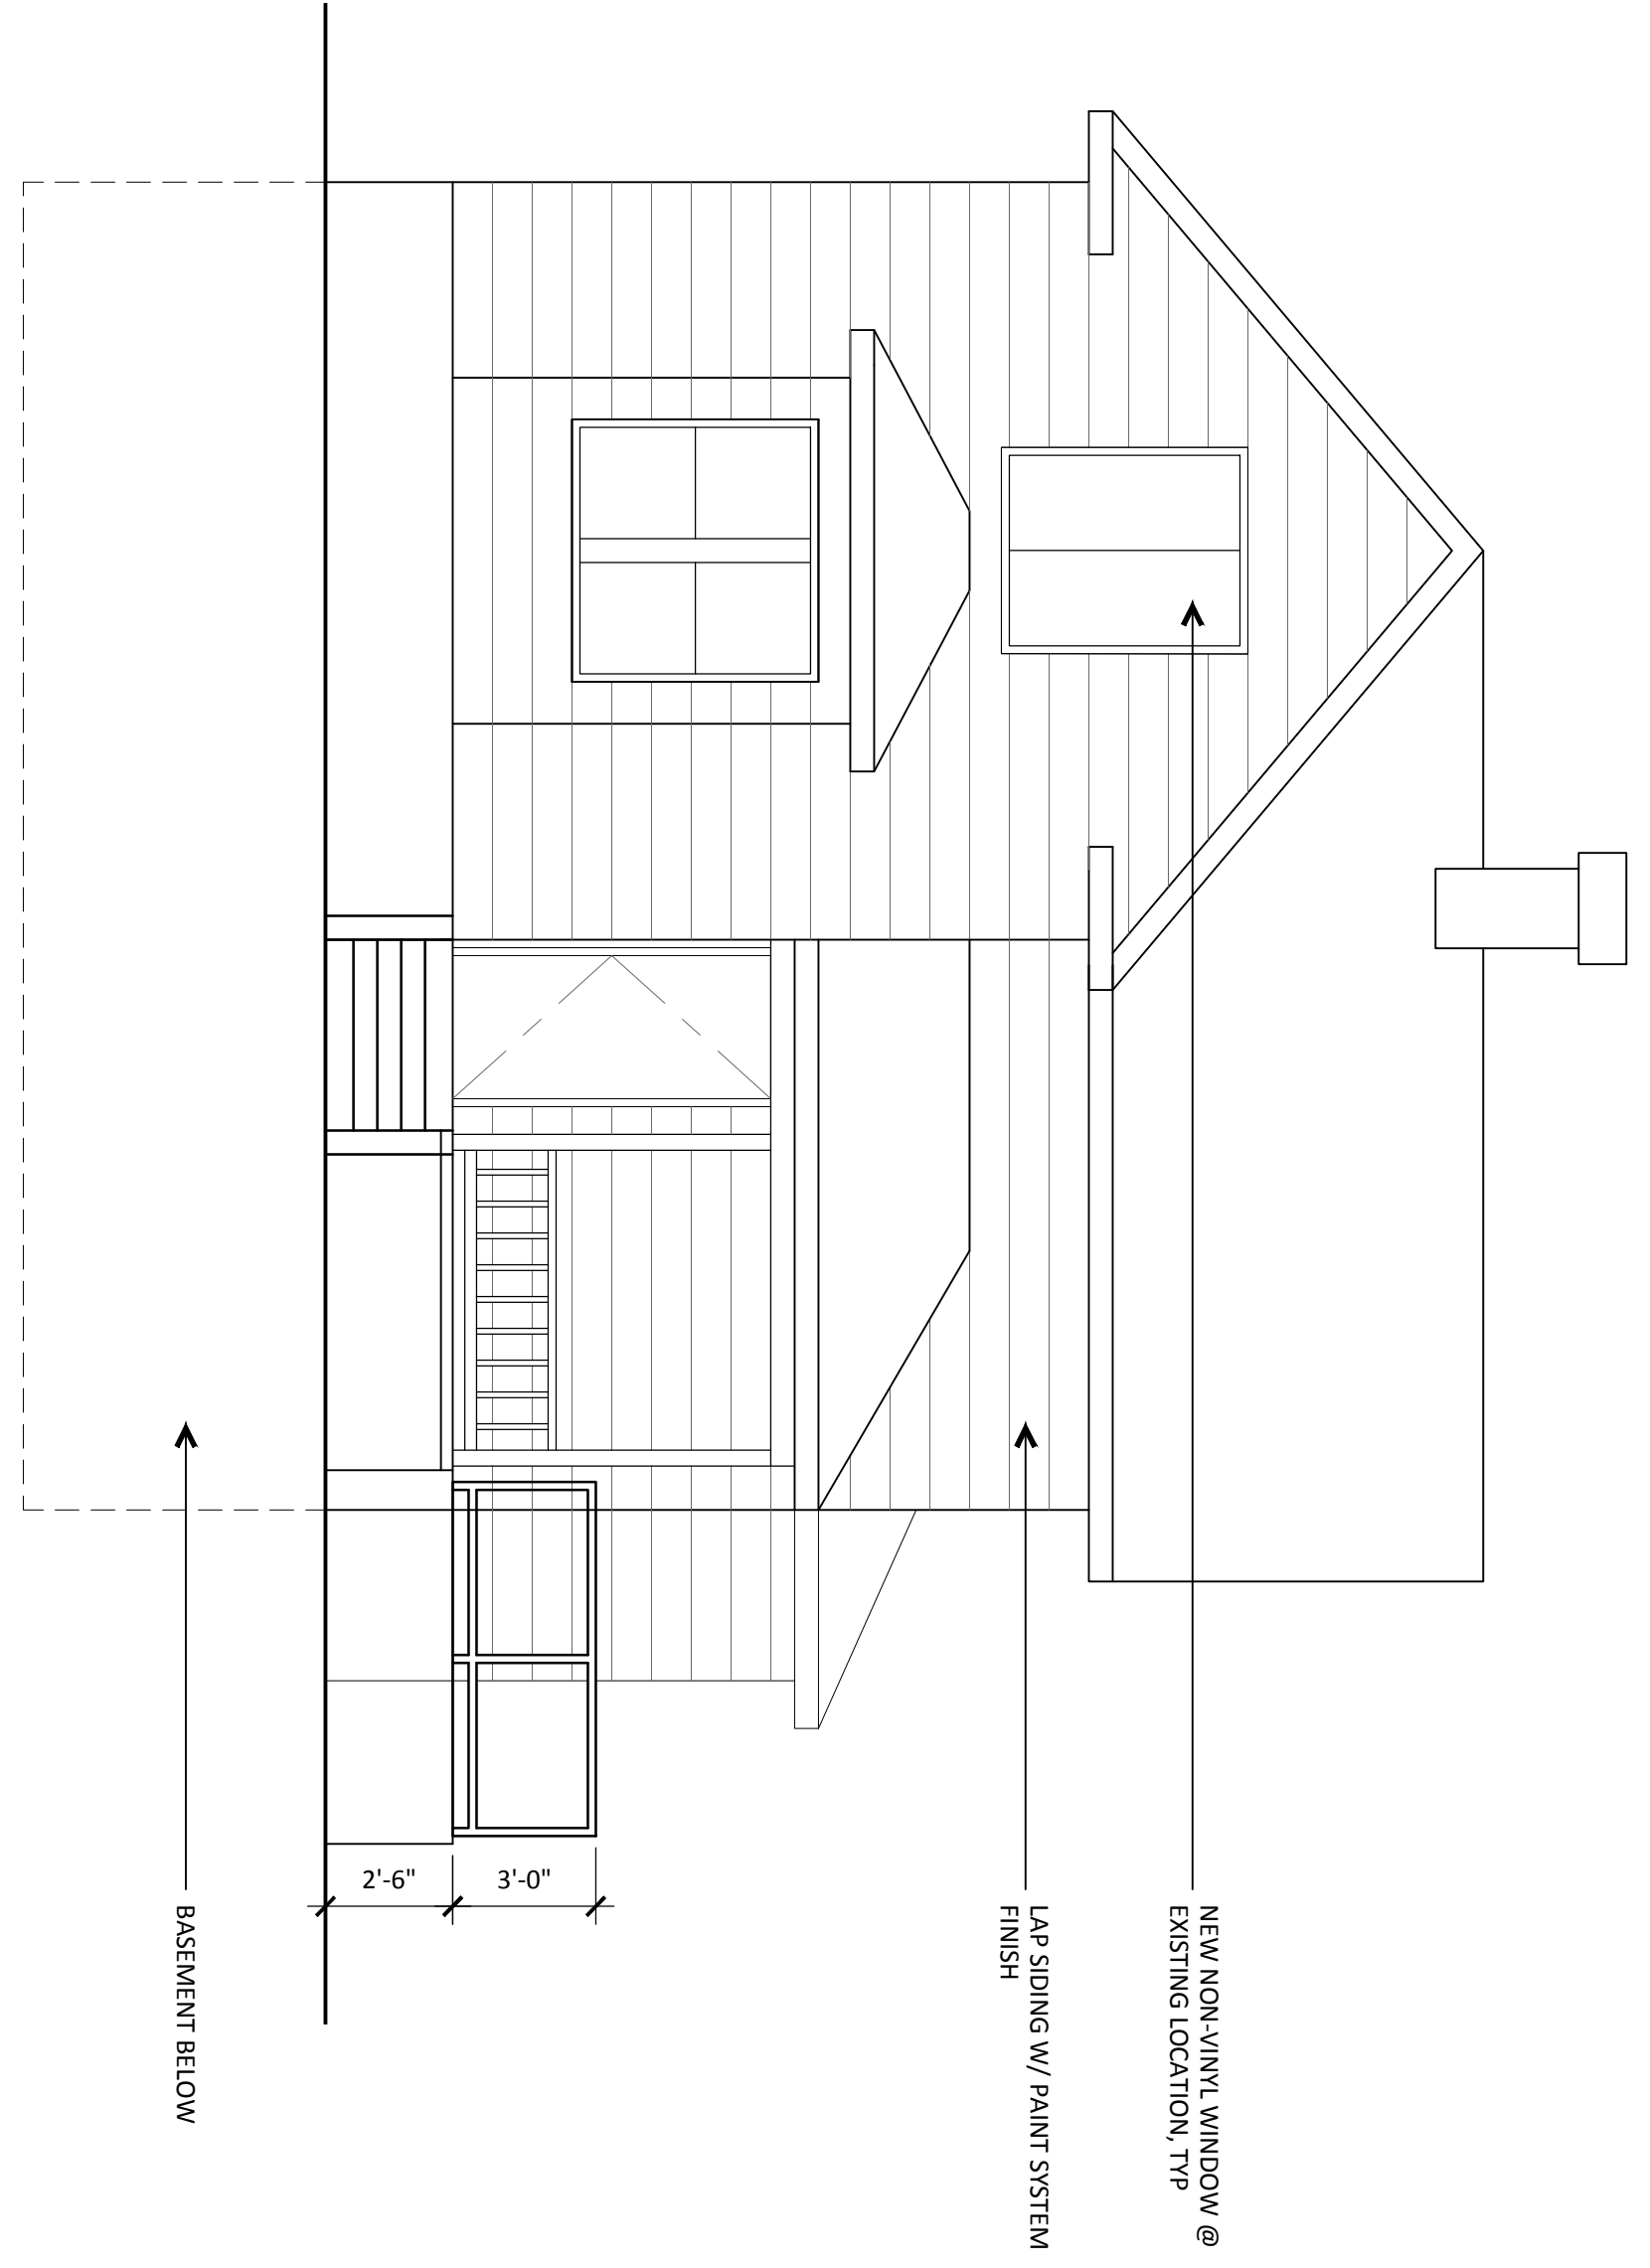 NEW NON-VINYL WINDOW @
EXISTING LOCATION, TYP
LAP SIDING W/ PAINT SYSTEM
FINISH
3'-0"
2'-6"
BASEMENT BELOW